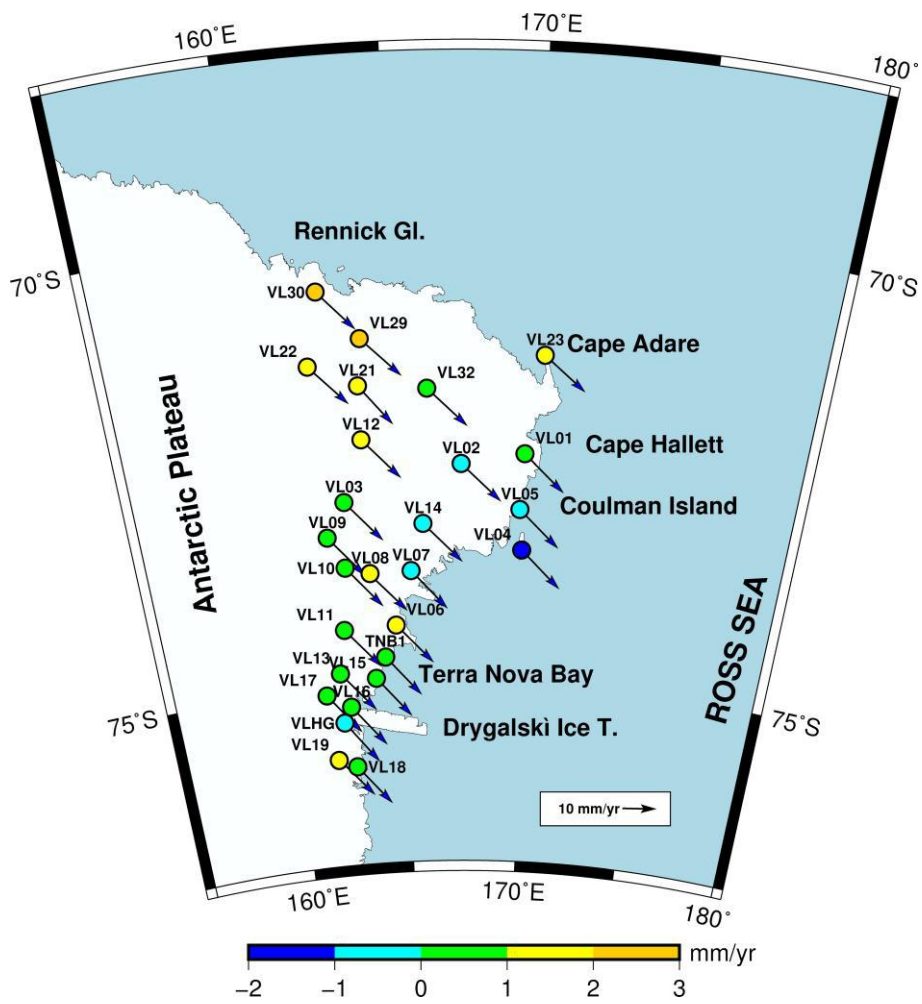 160°E
170°E
180°
70°S
70°S
Rennick Gl.
VL30
VL29
VL23
Cape Adare
VL22
VL21
VL32
VL12
VL01
Cape Hallett
VL02
VL03
VL05
Coulman Island
VL14
VL09
VL04
VL08
VL07
VL10
Antarctic Plateau
VL06
VL11
TNB1
VL13
VL15
Terra Nova Bay
VL17
VL16
VLHG
Drygalskì Ice T.
VL19
VL18
ROSS SEA
75°S
75°S
10 mm/yr
160°E
170°E
180°
mm/yr
−2 −1 0 1 2 3